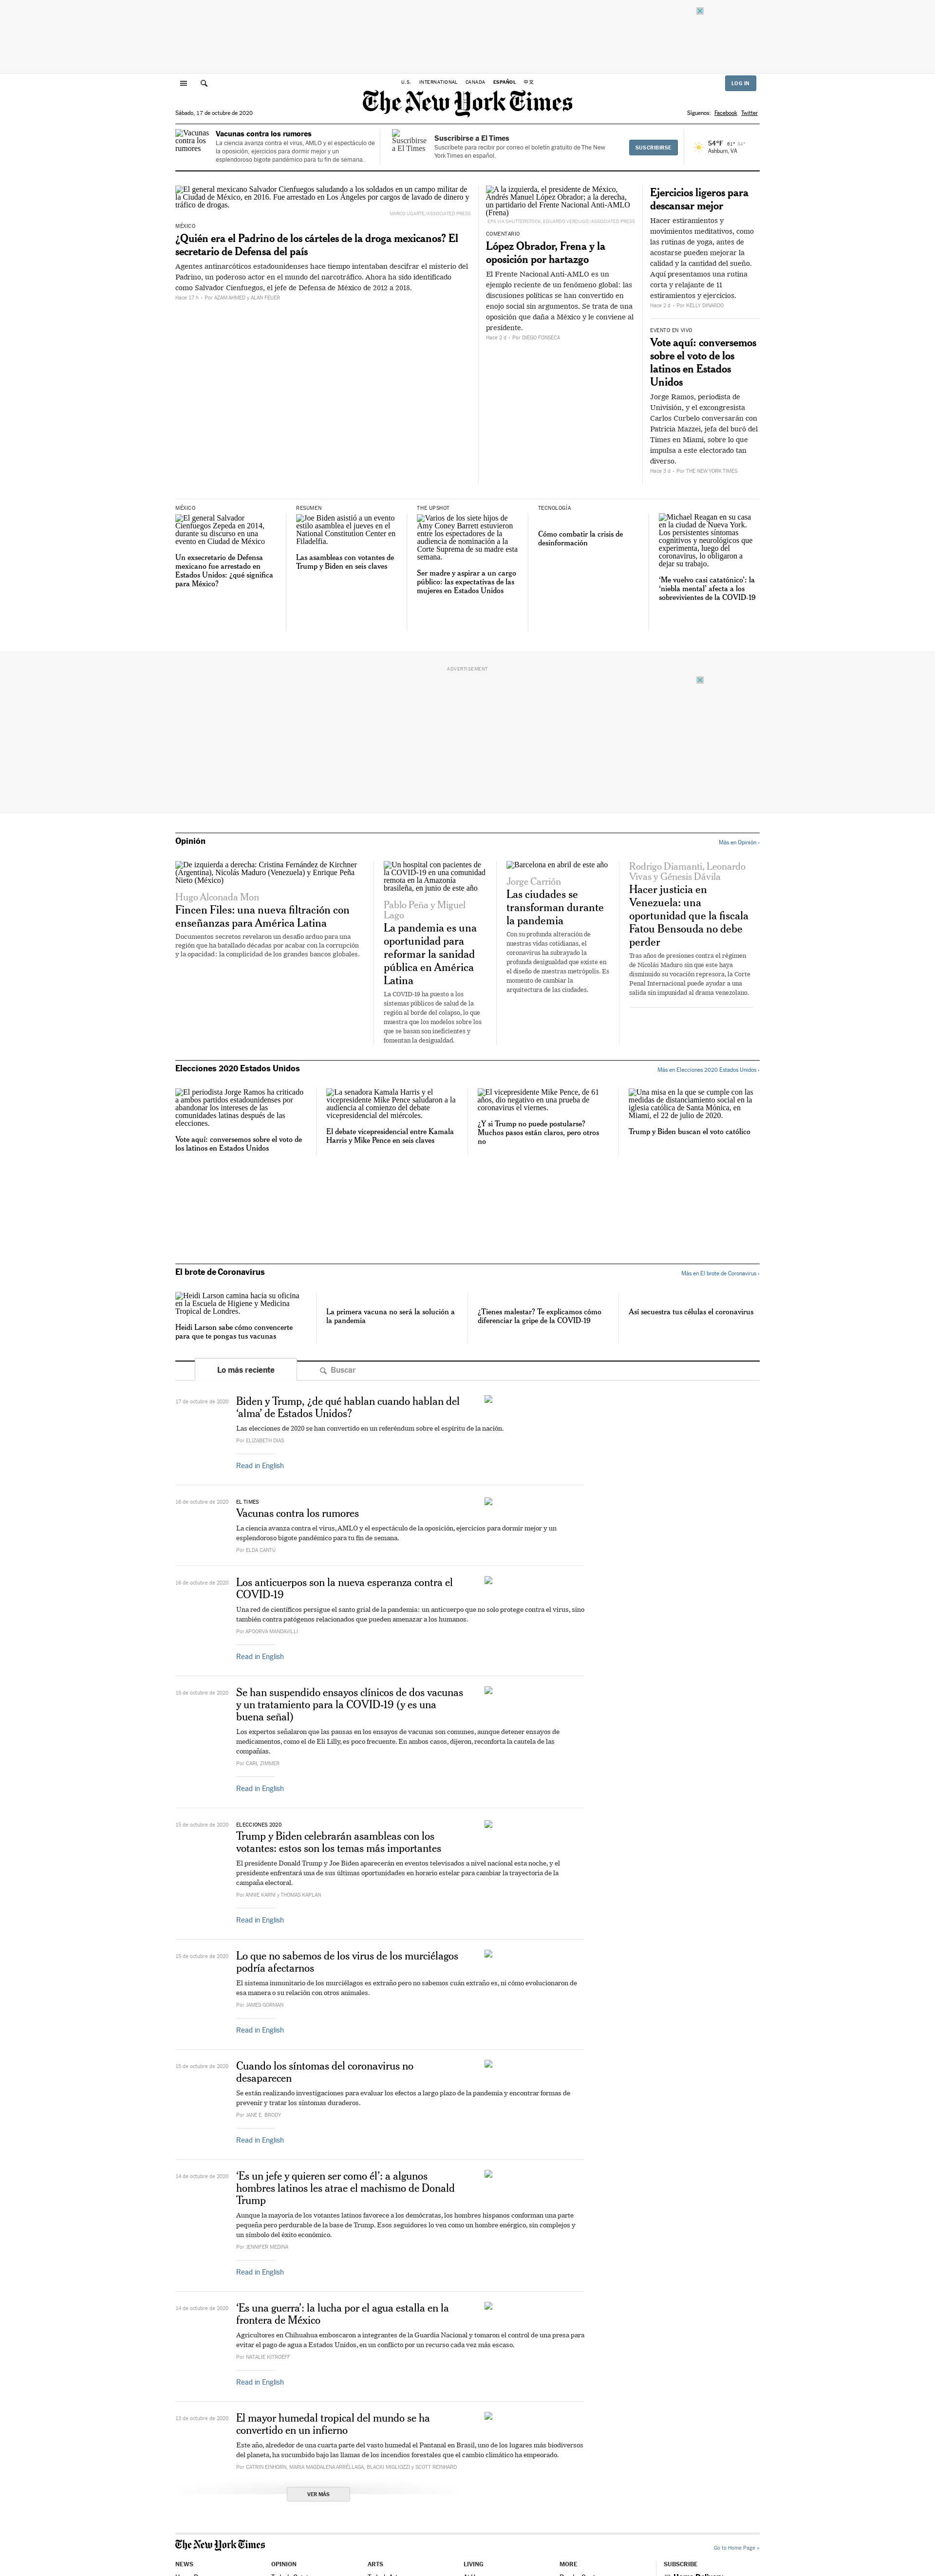 U.S. INTERNATIONAL CANADA ESPAÑOL 中文
LOG IN
The New York Times
Sábado, 17 de octubre de 2020
Síguenos: Facebook Twitter
Vacunas contra los rumores
Vacunas contra los rumores
La ciencia avanza contra el virus, AMLO y el espectáculo de
la oposición, ejercicios para dormir mejor y un
esplendoroso bigote pandémico para tu fin de semana.
Suscribirse a El Times
Suscribirse a El Times
Suscríbete para recibir por correo el boletín quincenal de The New
York Times en español.
SUSCRIBIRSE
54°F 61° 34°
Ashburn, VA
El general mexicano Salvador Cienfuegos saludando a los soldados en un campo militar de
la Ciudad de México, en 2016. Fue arrestado en Los Ángeles por cargos de lavado de dinero y
tráfico de drogas.
MARCO UGARTE/ASSOCIATED PRESS
MÉXICO
¿Quién era el Padrino de los cárteles de la droga mexicanos? El
secretario de Defensa del país
Agentes antinarcóticos estadounidenses hace tiempo intentaban descifrar el misterio del
Padrino, un poderoso actor en el mundo del narcotráfico. Ahora ha sido identificado
como Salvador Cienfuegos, el jefe de Defensa de México de 2012 a 2018.
Hace 17 h • Por AZAM AHMED y ALAN FEUER
A la izquierda, el presidente de México,
Andrés Manuel López Obrador; a la derecha,
un partidario del Frente Nacional Anti-AMLO
(Frena)
EPA VIA SHUTTERSTOCK; EDUARDO VERDUGO/ASSOCIATED PRESS
COMENTARIO
López Obrador, Frena y la
oposición por hartazgo
El Frente Nacional Anti-AMLO es un
ejemplo reciente de un fenómeno global: las
discusiones políticas se han convertido en
enojo social sin argumentos. Se trata de una
oposición que daña a México y le conviene al
presidente.
Hace 2 d • Por DIEGO FONSECA
Ejercicios ligeros para
descansar mejor
Hacer estiramientos y
movimientos meditativos, como
las rutinas de yoga, antes de
acostarse pueden mejorar la
calidad y la cantidad del sueño.
Aquí presentamos una rutina
corta y relajante de 11
estiramientos y ejercicios.
Hace 2 d • Por KELLY DINARDO
EVENTO EN VIVO
Vote aquí: conversemos
sobre el voto de los
latinos en Estados
Unidos
Jorge Ramos, periodista de
Univisión, y el excongresista
Carlos Curbelo conversarán con
Patricia Mazzei, jefa del buró del
Times en Miami, sobre lo que
impulsa a este electorado tan
diverso.
Hace 3 d • Por THE NEW YORK TIMES
MÉXICO
El general Salvador
Cienfuegos Zepeda en 2014,
durante su discurso en una
evento en Ciudad de México
Un exsecretario de Defensa
mexicano fue arrestado en
Estados Unidos: ¿qué significa
para México?
RESUMEN
Joe Biden asistió a un evento
estilo asamblea el jueves en el
National Constitution Center en
Filadelfia.
Las asambleas con votantes de
Trump y Biden en seis claves
THE UPSHOT
Varios de los siete hijos de
Amy Coney Barrett estuvieron
entre los espectadores de la
audiencia de nominación a la
Corte Suprema de su madre esta
semana.
Ser madre y aspirar a un cargo
público: las expectativas de las
mujeres en Estados Unidos
TECNOLOGÍA
Cómo combatir la crisis de
desinformación
Michael Reagan en su casa
en la ciudad de Nueva York.
Los persistentes síntomas
cognitivos y neurológicos que
experimenta, luego del
coronavirus, lo obligaron a
dejar su trabajo.
‘Me vuelvo casi catatónico’: la
‘niebla mental’ afecta a los
sobrevivientes de la COVID-19
ADVERTISEMENT
Opinión
Más en Opinión ›
De izquierda a derecha: Cristina Fernández de Kirchner
(Argentina), Nicolás Maduro (Venezuela) y Enrique Peña
Nieto (México)
Hugo Alconada Mon
Fincen Files: una nueva filtración con
enseñanzas para América Latina
Documentos secretos revelaron un desafío arduo para una
región que ha batallado décadas por acabar con la corrupción
y la opacidad: la complicidad de los grandes bancos globales.
Un hospital con pacientes de
la COVID-19 en una comunidad
remota en la Amazonía
brasileña, en junio de este año
Pablo Peña y Miguel
Lago
La pandemia es una
oportunidad para
reformar la sanidad
pública en América
Latina
La COVID-19 ha puesto a los
sistemas públicos de salud de la
región al borde del colapso, lo que
muestra que los modelos sobre los
que se basan son ineficientes y
fomentan la desigualdad.
Barcelona en abril de este año
Jorge Carrión
Las ciudades se
transforman durante
la pandemia
Con su profunda alteración de
nuestras vidas cotidianas, el
coronavirus ha subrayado la
profunda desigualdad que existe en
el diseño de nuestras metrópolis. Es
momento de cambiar la
arquitectura de las ciudades.
Rodrigo Diamanti, Leonardo
Vivas y Génesis Dávila
Hacer justicia en
Venezuela: una
oportunidad que la fiscala
Fatou Bensouda no debe
perder
Tras años de presiones contra el régimen
de Nicolás Maduro sin que este haya
disminuido su vocación represora, la Corte
Penal Internacional puede ayudar a una
salida sin impunidad al drama venezolano.
Elecciones 2020 Estados Unidos
Más en Elecciones 2020 Estados Unidos ›
El periodista Jorge Ramos ha criticado
a ambos partidos estadounidenses por
abandonar los intereses de las
comunidades latinas después de las
elecciones.
Vote aquí: conversemos sobre el voto de
los latinos en Estados Unidos
La senadora Kamala Harris y el
vicepresidente Mike Pence saludaron a la
audiencia al comienzo del debate
vicepresidencial del miércoles.
El debate vicepresidencial entre Kamala
Harris y Mike Pence en seis claves
El vicepresidente Mike Pence, de 61
años, dio negativo en una prueba de
coronavirus el viernes.
¿Y si Trump no puede postularse?
Muchos pasos están claros, pero otros
no
Una misa en la que se cumple con las
medidas de distanciamiento social en la
iglesia católica de Santa Mónica, en
Miami, el 22 de julio de 2020.
Trump y Biden buscan el voto católico
El brote de Coronavirus
Más en El brote de Coronavirus ›
Heidi Larson camina hacia su oficina
en la Escuela de Higiene y Medicina
Tropical de Londres.
Heidi Larson sabe cómo convencerte
para que te pongas tus vacunas
La primera vacuna no será la solución a
la pandemia
¿Tienes malestar? Te explicamos cómo
diferenciar la gripe de la COVID-19
Así secuestra tus células el coronavirus
Lo más reciente
Buscar
17 de octubre de 2020
Biden y Trump, ¿de qué hablan cuando hablan del
‘alma’ de Estados Unidos?
Las elecciones de 2020 se han convertido en un referéndum sobre el espíritu de la nación.
Por ELIZABETH DIAS
Read in English
16 de octubre de 2020
EL TIMES
Vacunas contra los rumores
La ciencia avanza contra el virus, AMLO y el espectáculo de la oposición, ejercicios para dormir mejor y un
esplendoroso bigote pandémico para tu fin de semana.
Por ELDA CANTÚ
16 de octubre de 2020
Los anticuerpos son la nueva esperanza contra el
COVID-19
Una red de científicos persigue el santo grial de la pandemia: un anticuerpo que no solo protege contra el virus, sino
también contra patógenos relacionados que pueden amenazar a los humanos.
Por APOORVA MANDAVILLI
Read in English
15 de octubre de 2020
Se han suspendido ensayos clínicos de dos vacunas
y un tratamiento para la COVID-19 (y es una
buena señal)
Los expertos señalaron que las pausas en los ensayos de vacunas son comunes, aunque detener ensayos de
medicamentos, como el de Eli Lilly, es poco frecuente. En ambos casos, dijeron, reconforta la cautela de las
compañías.
Por CARL ZIMMER
Read in English
15 de octubre de 2020
ELECCIONES 2020
Trump y Biden celebrarán asambleas con los
votantes: estos son los temas más importantes
El presidente Donald Trump y Joe Biden aparecerán en eventos televisados a nivel nacional esta noche, y el
presidente enfrentará una de sus últimas oportunidades en horario estelar para cambiar la trayectoria de la
campaña electoral.
Por ANNIE KARNI y THOMAS KAPLAN
Read in English
15 de octubre de 2020
Lo que no sabemos de los virus de los murciélagos
podría afectarnos
El sistema inmunitario de los murciélagos es extraño pero no sabemos cuán extraño es, ni cómo evolucionaron de
esa manera o su relación con otros animales.
Por JAMES GORMAN
Read in English
15 de octubre de 2020
Cuando los síntomas del coronavirus no
desaparecen
Se están realizando investigaciones para evaluar los efectos a largo plazo de la pandemia y encontrar formas de
prevenir y tratar los síntomas duraderos.
Por JANE E. BRODY
Read in English
14 de octubre de 2020
‘Es un jefe y quieren ser como él’: a algunos
hombres latinos les atrae el machismo de Donald
Trump
Aunque la mayoría de los votantes latinos favorece a los demócratas, los hombres hispanos conforman una parte
pequeña pero perdurable de la base de Trump. Esos seguidores lo ven como un hombre enérgico, sin complejos y
un símbolo del éxito económico.
Por JENNIFER MEDINA
Read in English
14 de octubre de 2020
‘Es una guerra’: la lucha por el agua estalla en la
frontera de México
Agricultores en Chihuahua emboscaron a integrantes de la Guardia Nacional y tomaron el control de una presa para
evitar el pago de agua a Estados Unidos, en un conflicto por un recurso cada vez más escaso.
Por NATALIE KITROEFF
Read in English
13 de octubre de 2020
El mayor humedal tropical del mundo se ha
convertido en un infierno
Este año, alrededor de una cuarta parte del vasto humedal el Pantanal en Brasil, uno de los lugares más biodiversos
del planeta, ha sucumbido bajo las llamas de los incendios forestales que el cambio climático ha empeorado.
Por CATRIN EINHORN, MARIA MAGDALENA ARRÉLLAGA, BLACKI MIGLIOZZI y SCOTT REINHARD
VER MÁS
The New York Times
Go to Home Page »
NEWS OPINION ARTS LIVING MORE SUBSCRIBE